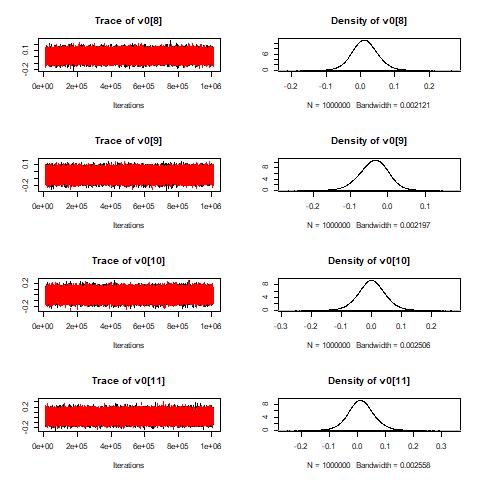 Trace of v0[8]
0.1
-0.2
0e+00 2e+05 4e+05 6e+05 8e+05 1e+06
Iterations
Density of v0[8]
0 6
-0.2 -0.1 0.0 0.1 0.2
N = 1000000 Bandwidth = 0.002121
Trace of v0[9]
0.1
-0.2
0e+00 2e+05 4e+05 6e+05 8e+05 1e+06
Iterations
Density of v0[9]
0 4 8
-0.2 -0.1 0.0 0.1
N = 1000000 Bandwidth = 0.002197
Trace of v0[10]
0.2
-0.2
0e+00 2e+05 4e+05 6e+05 8e+05 1e+06
Iterations
Density of v0[10]
0 4 8
-0.3 -0.2 -0.1 0.0 0.1 0.2
N = 1000000 Bandwidth = 0.002506
Trace of v0[11]
0.2
-0.2
0e+00 2e+05 4e+05 6e+05 8e+05 1e+06
Iterations
Density of v0[11]
0 4 8
-0.2 -0.1 0.0 0.1 0.2 0.3
N = 1000000 Bandwidth = 0.002558